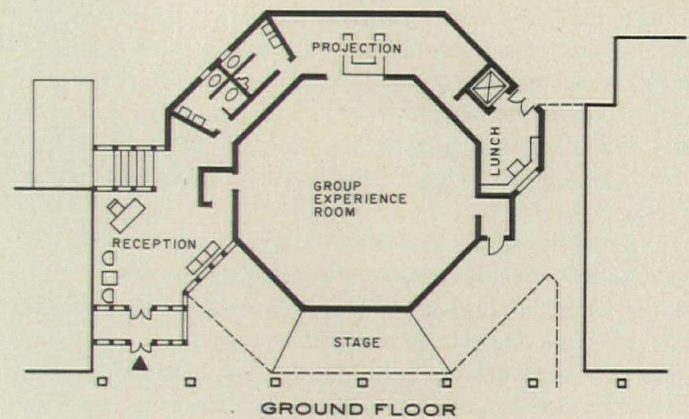 PROJECTION
LUNCH
GROUP
EXPERIENCE
ROOM
RECEPTION
STAGE
GROUND FLOOR